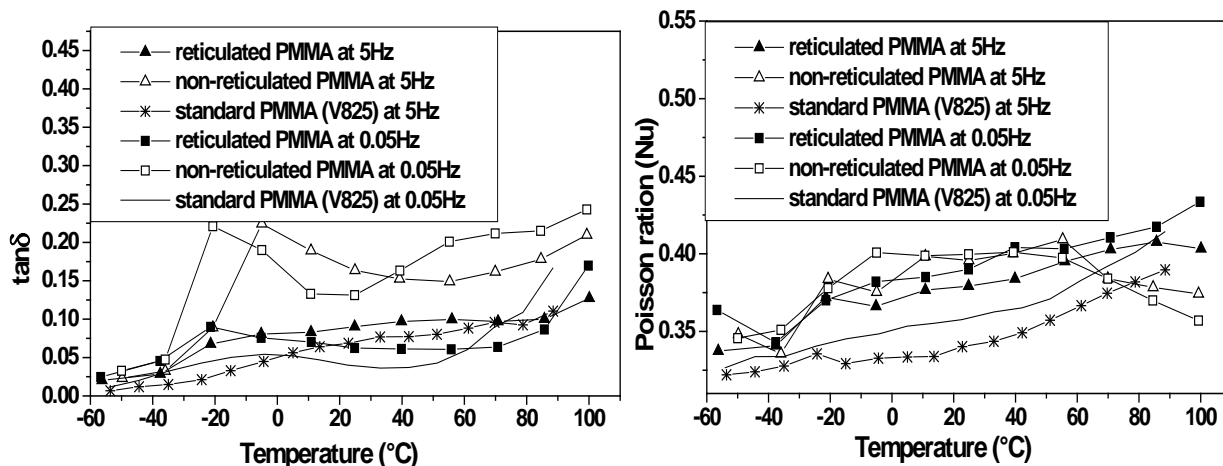 0.45
0.40
0.35
0.30
0.25
0.20
0.15
0.10
0.05
0.00
tanδ
reticulated PMMA at 5Hz
non-reticulated PMMA at 5Hz
standard PMMA (V825) at 5Hz
reticulated PMMA at 0.05Hz
non-reticulated PMMA at 0.05Hz
standard PMMA (V825) at 0.05Hz
-60 -40 -20 0 20 40 60 80 100
Temperature (°C)
0.55
0.50
0.45
0.40
0.35
Poisson ration (Nu)
reticulated PMMA at 5Hz
non-reticulated PMMA at 5Hz
standard PMMA (V825) at 5Hz
reticulated PMMA at 0.05Hz
non-reticulated PMMA at 0.05Hz
standard PMMA (V825) at 0.05Hz
-60 -40 -20 0 20 40 60 80 100
Temperature (°C)